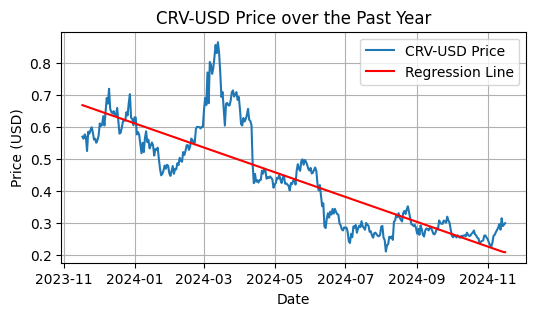 CRV-USD Price over the Past Year
CRV-USD Price
Regression Line
Price (USD)
0.8
0.7
0.6
0.5
0.4
0.3
0.2
2023-11 2024-01 2024-03 2024-05 2024-07 2024-09 2024-11
Date